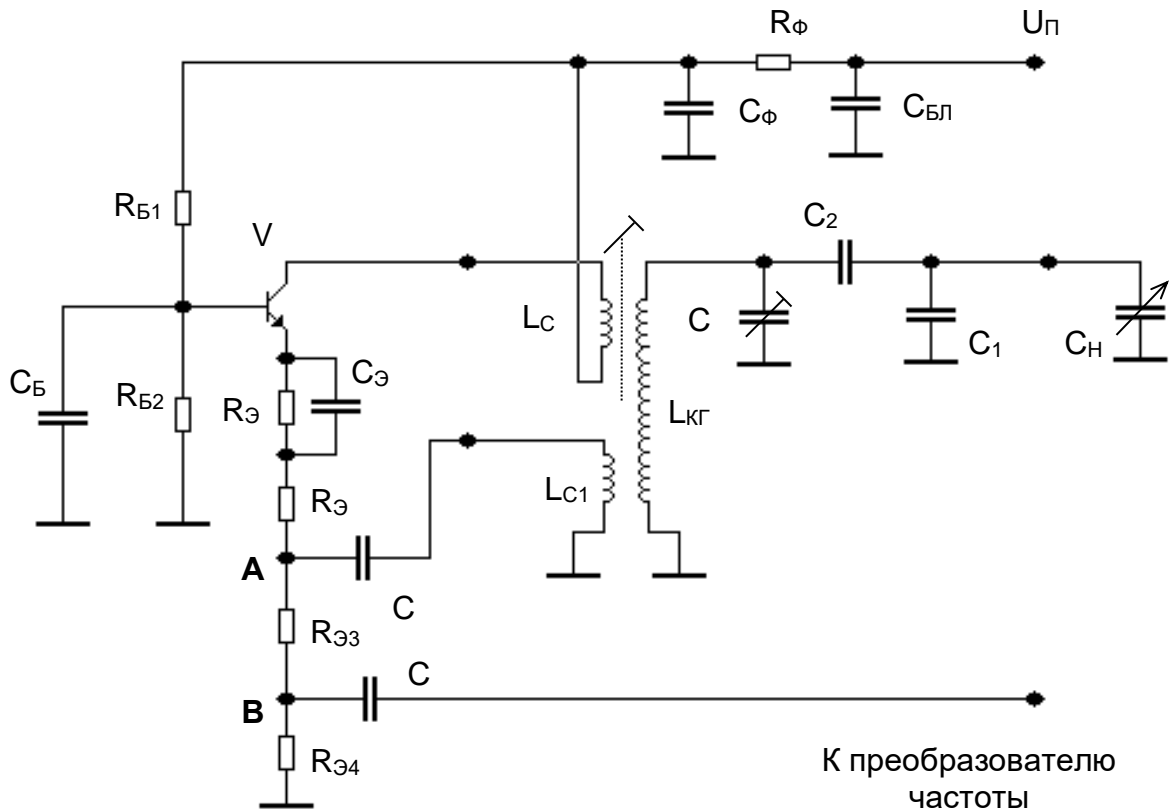 RФ
UП
CФ
CБЛ
RБ1
V
C2
LC
C
C1
CН
CБ
RБ2
CЭ
RЭ
LКГ
LC1
RЭ
A
C
RЭ3
C
B
RЭ4
К преобразователю
частоты